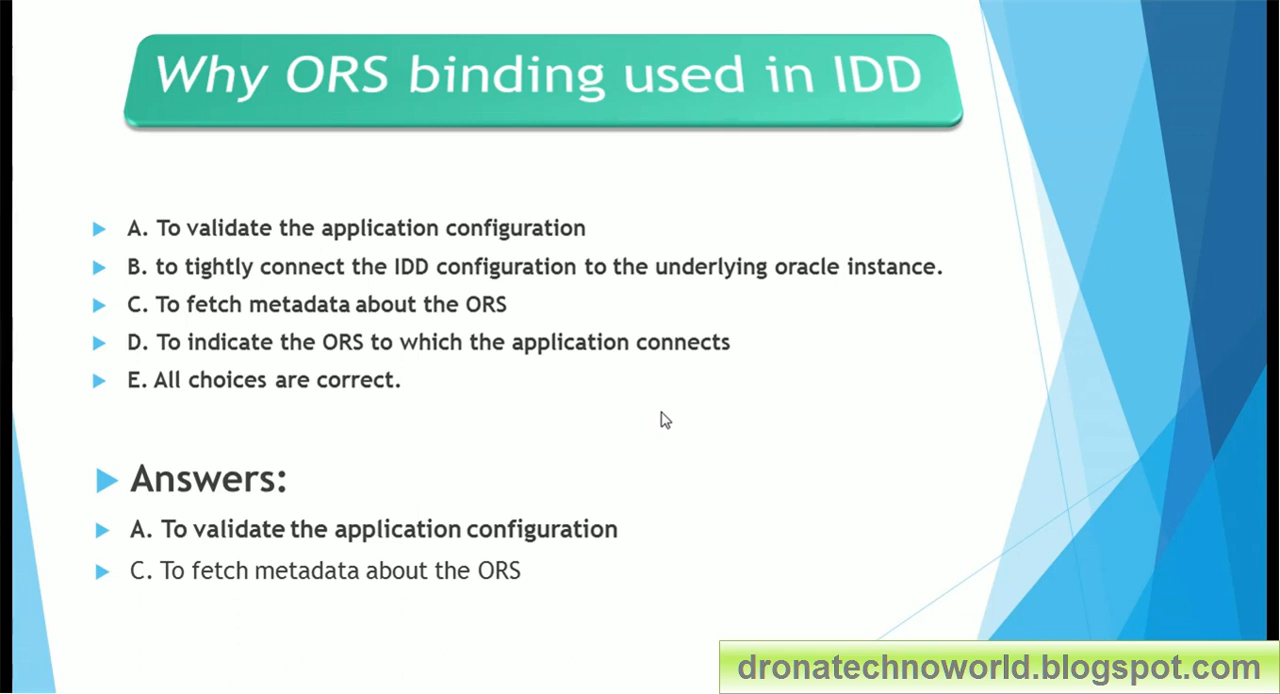 Why ORS binding used in IDD
A. To validate the application configuration
B. to tightly connect the IDD configuration to the underlying oracle instance.
C. To fetch metadata about the ORS
D. To indicate the ORS to which the application connects
E. All choices are correct.
Answers:
A. To validate the application configuration
C. To fetch metadata about the ORS
dronatechnoworld.blogspot.com